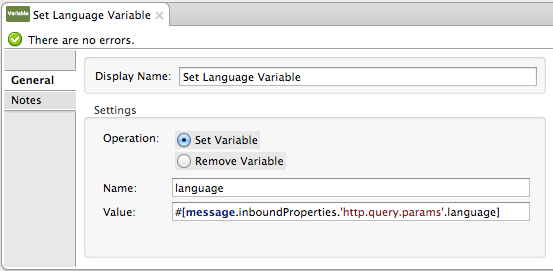 Variable Set Language Variable
There are no errors.
General
Notes
Display Name: Set Language Variable
Settings
Operation: Set Variable
Remove Variable
Name: language
Value: #[message.inboundProperties.'http.query.params'.language]